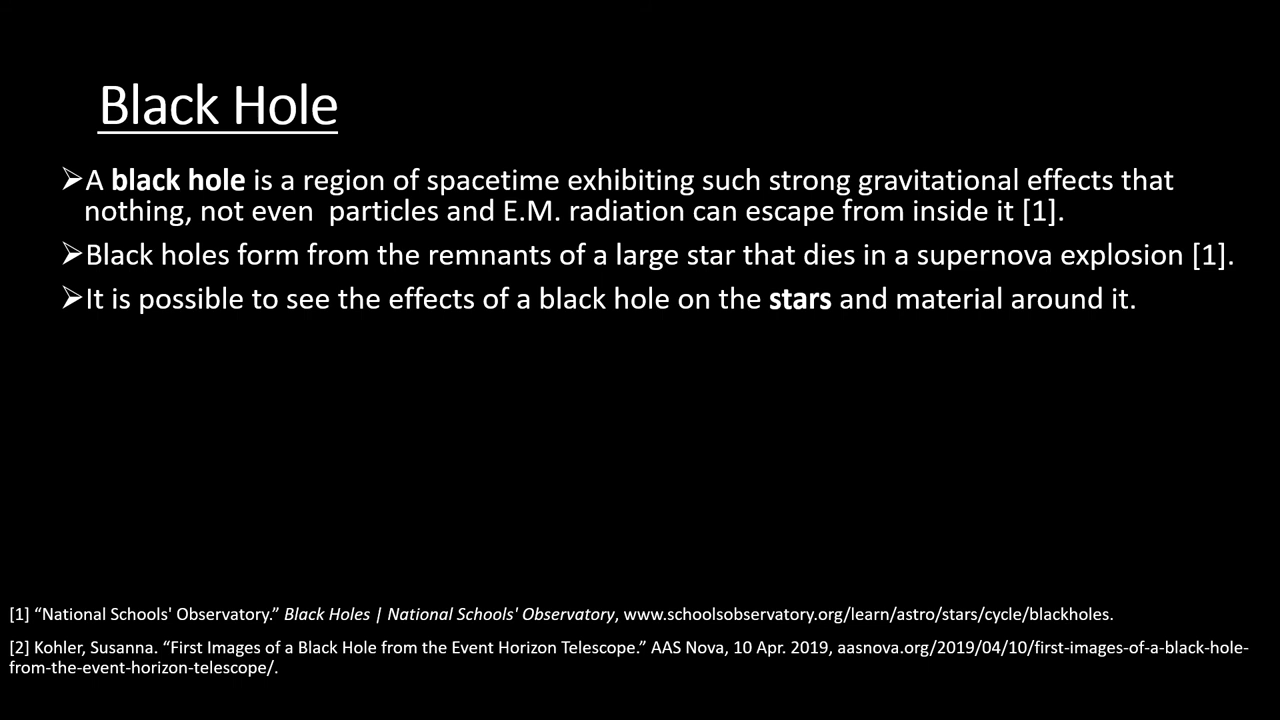 Black Hole
⮚A black hole is a region of spacetime exhibiting such strong gravitational effects that
nothing, not even  particles and E.M. radiation can escape from inside it [1].
⮚Black holes form from the remnants of a large star that dies in a supernova explosion [1].
⮚It is possible to see the effects of a black hole on the stars and material around it.
[1] “National Schools' Observatory.” Black Holes | National Schools' Observatory, www.schoolsobservatory.org/learn/astro/stars/cycle/blackholes.
[2] Kohler, Susanna. “First Images of a Black Hole from the Event Horizon Telescope.” AAS Nova, 10 Apr. 2019, aasnova.org/2019/04/10/first-images-of-a-black-hole-
from-the-event-horizon-telescope/.